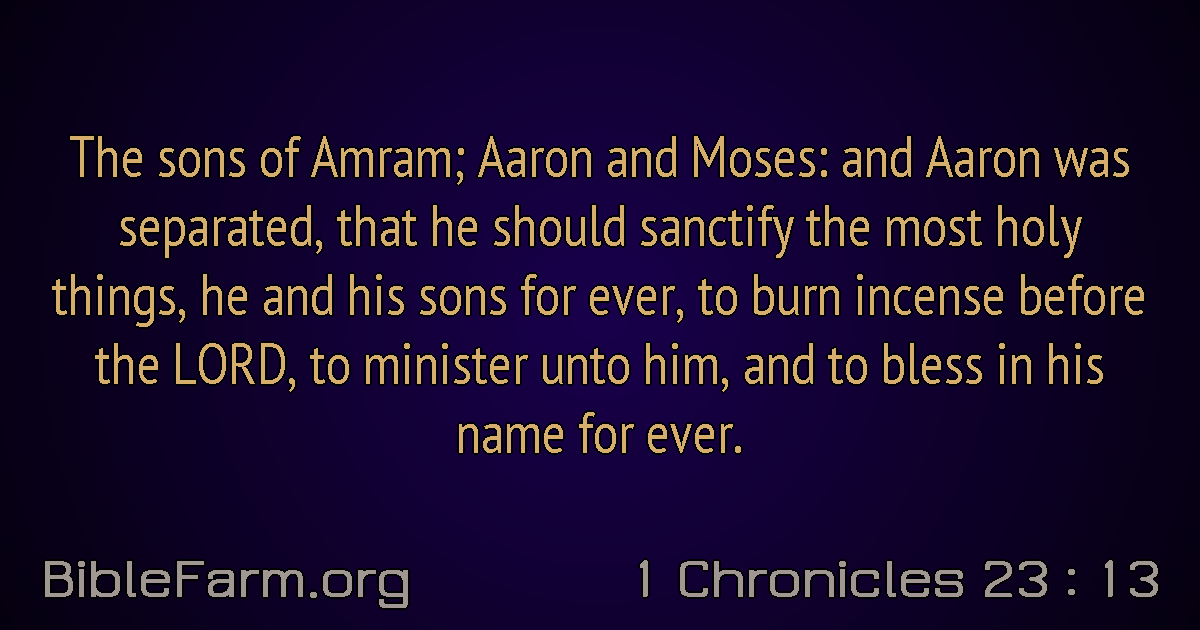 The sons of Amram; Aaron and Moses: and Aaron was
separated, that he should sanctify the most holy
things, he and his sons for ever, to burn incense before
the LORD, to minister unto him, and to bless in his
name for ever.
BibleFarm.org
1 Chronicles 23 : 13